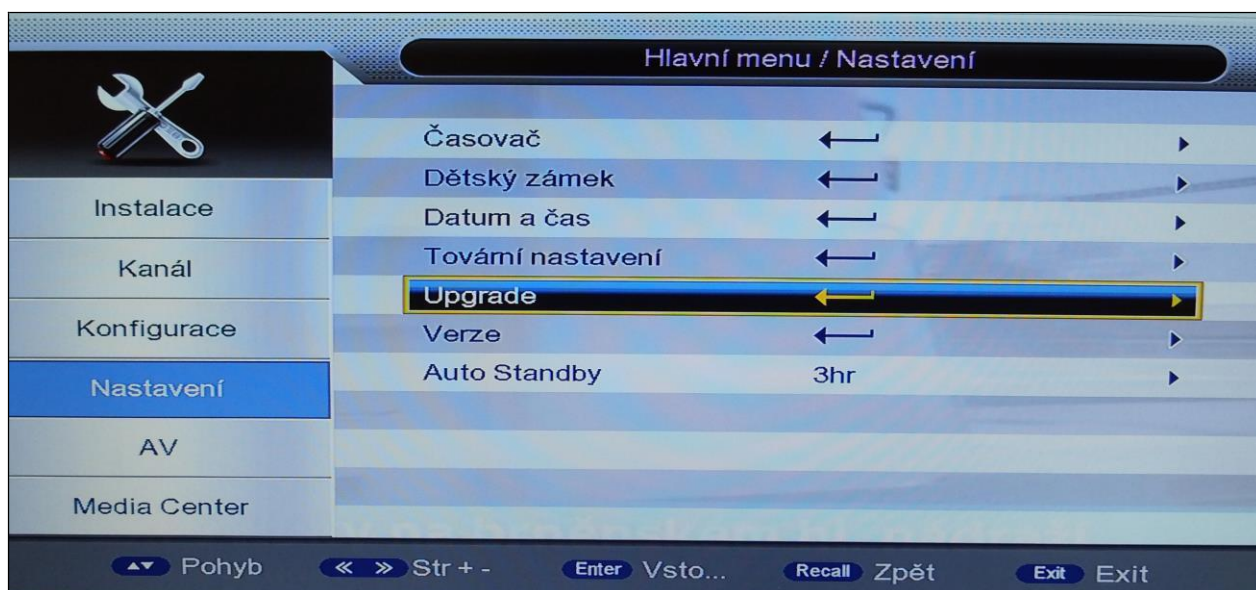 Hlavní menu / Nastavení
Časovač
Dětský zámek
Datum a čas
Tovární nastavení
Upgrade
Verze
Auto Standby 3hr
Instalace
Kanál
Konfigurace
Nastavení
AV
Media Center
Pohyb Str + - Enter Vsto... Recall Zpět Exit Exit